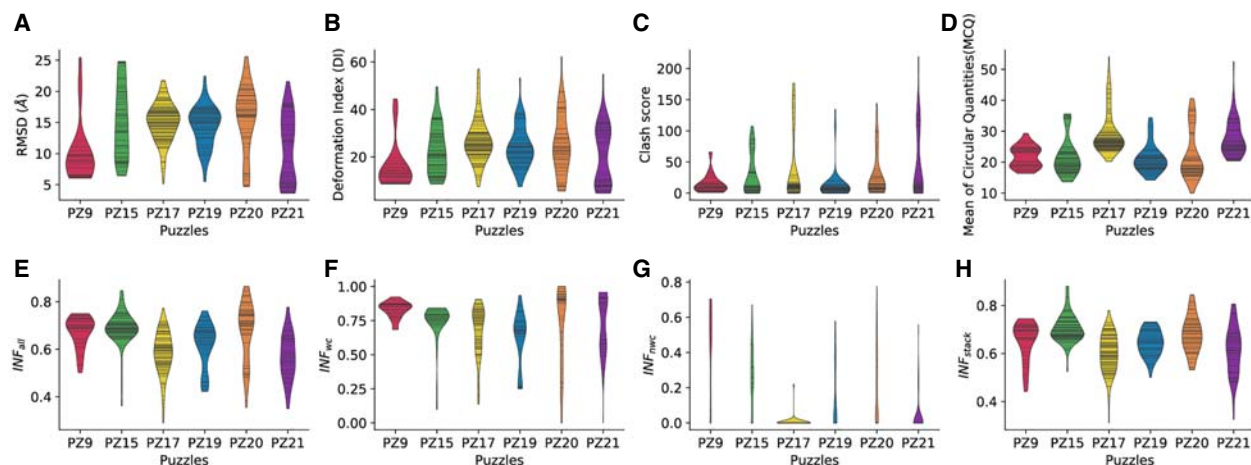 A
B
C
D
RMSD (Å)
25
20
15
10
5
PZ9 PZ15 PZ17 PZ19 PZ20 PZ21
Puzzles
Deformation Index (DI)
60
40
20
PZ9 PZ15 PZ17 PZ19 PZ20 PZ21
Puzzles
Clash score
200
150
100
50
0
PZ9 PZ15 PZ17 PZ19 PZ20 PZ21
Puzzles
Mean of Circular Quantities(MCQ)
50
40
30
20
10
PZ9 PZ15 PZ17 PZ19 PZ20 PZ21
Puzzles
E
F
G
H
INFall
0.8
0.6
0.4
PZ9 PZ15 PZ17 PZ19 PZ20 PZ21
Puzzles
INFwc
1.00
0.75
0.50
0.25
0.00
PZ9 PZ15 PZ17 PZ19 PZ20 PZ21
Puzzles
INFnwc
0.8
0.6
0.4
0.2
0.0
PZ9 PZ15 PZ17 PZ19 PZ20 PZ21
Puzzles
INFstack
0.8
0.6
0.4
PZ9 PZ15 PZ17 PZ19 PZ20 PZ21
Puzzles